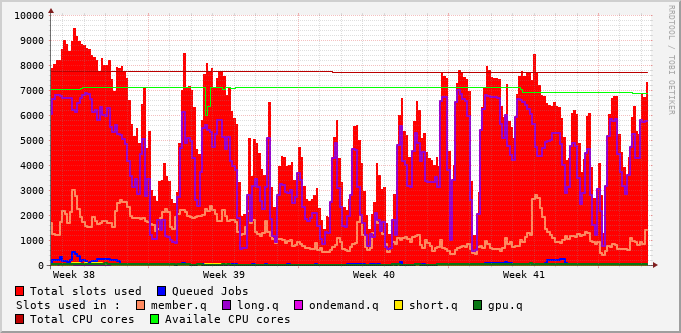 10000
9000
8000
7000
6000
5000
4000
3000
2000
1000
0
Week 38 Week 39 Week 40 Week 41
RRDTOOL / TOBI OETIKER
Total slots used Queued Jobs
Slots used in : member.q long.q ondemand.q short.q gpu.q
Total CPU cores Availale CPU cores